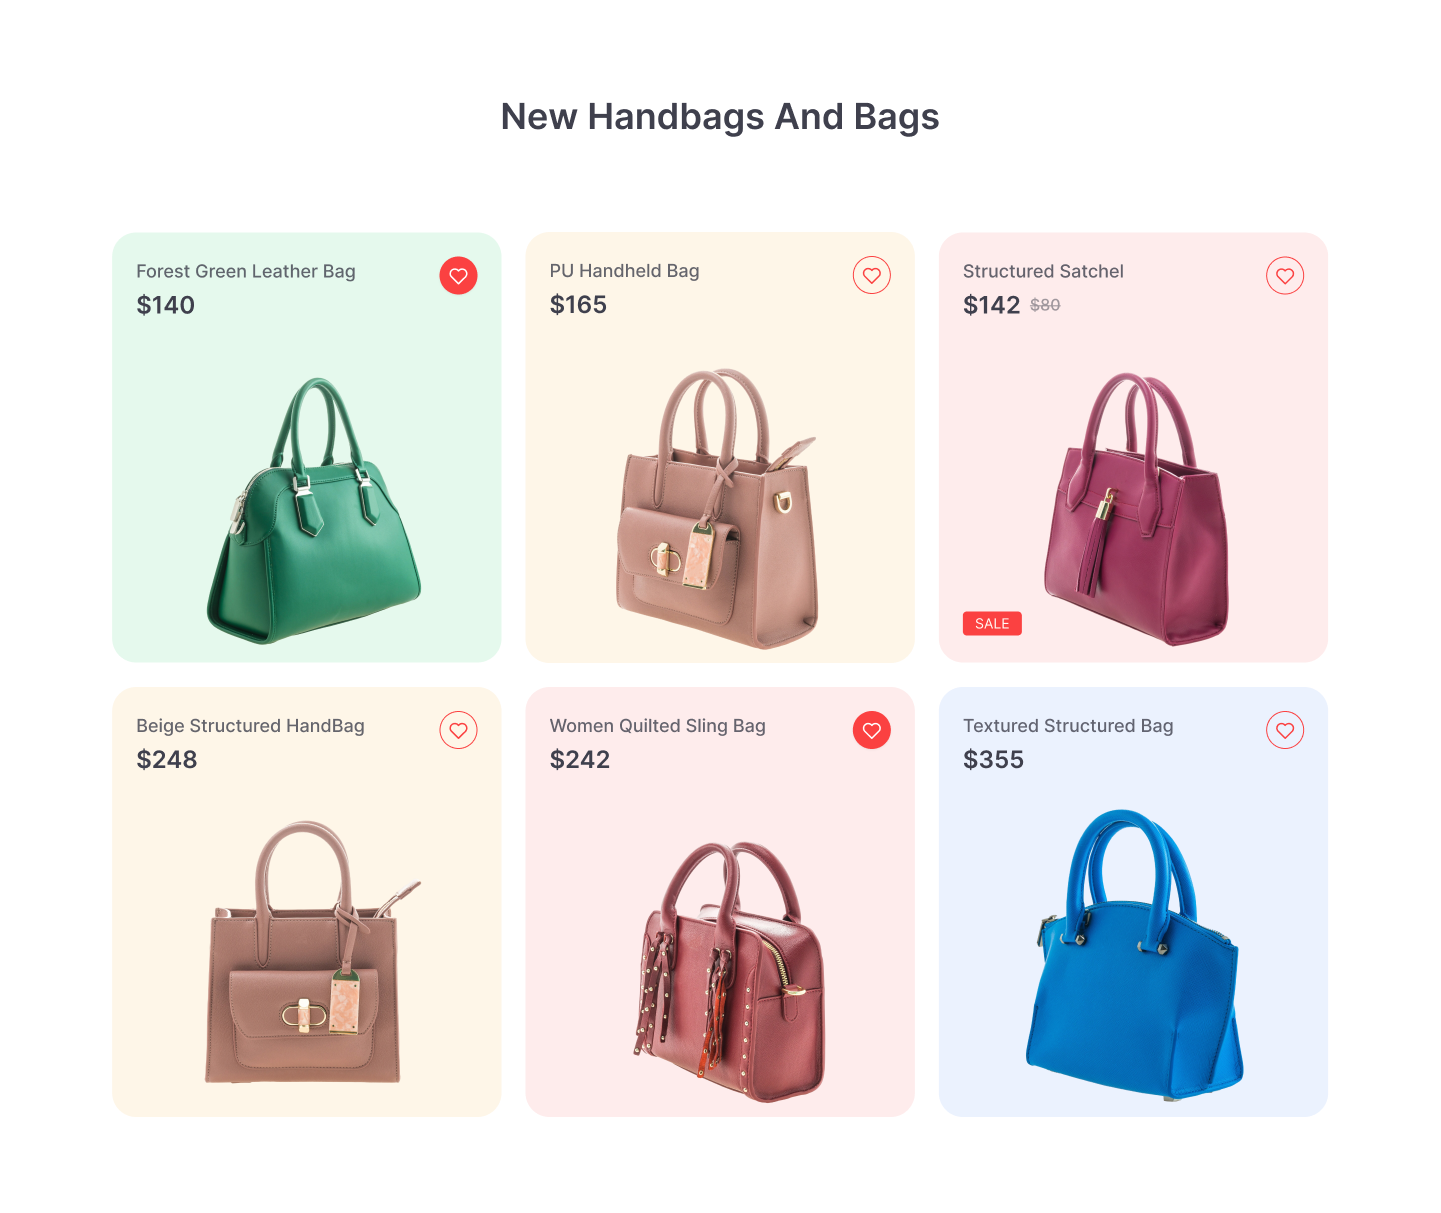 New Handbags And Bags
Forest Green Leather Bag
$140
PU Handheld Bag
$165
Structured Satchel
$142 $80
SALE
Beige Structured HandBag
$248
Women Quilted Sling Bag
$242
Textured Structured Bag
$355